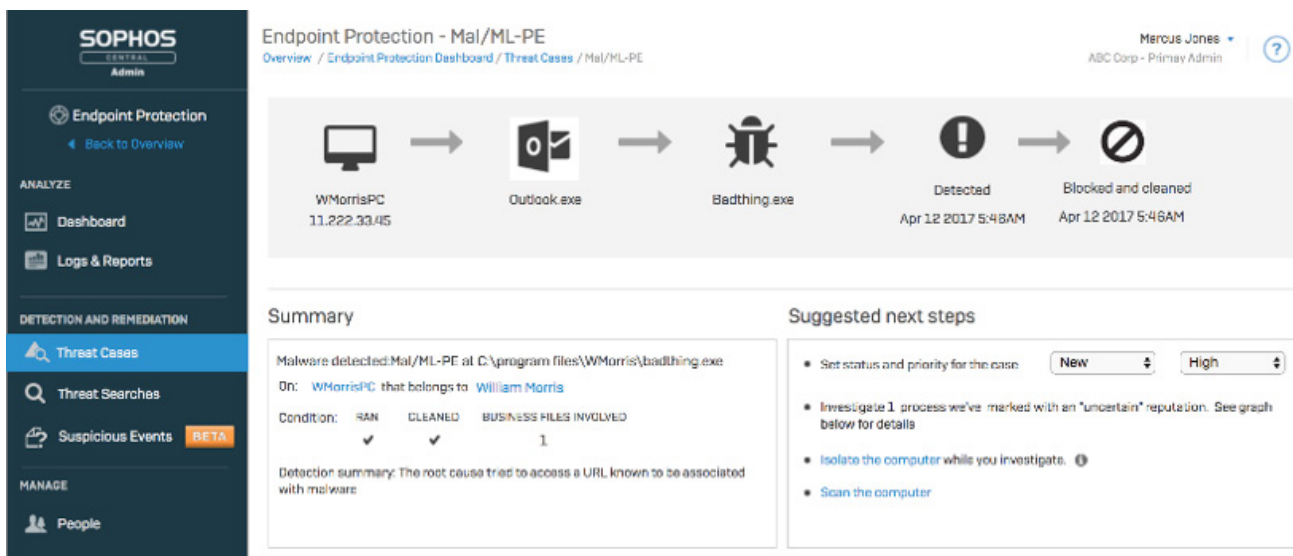 SOPHOS
CENTRAL
Admin
Endpoint Protection
Back to Overview
ANALYZE
Dashboard
Logs & Reports
DETECTION AND REMEDIATION
Threat Cases
Threat Searches
Suspicious Events BETA
MANAGE
People
Endpoint Protection - Mal/ML-PE
Overview / Endpoint Protection Dashboard / Threat Cases / Mal/ML-PE
Marcus Jones
ABC Corp - Primay Admin
?
WMorrisPC
11.222.33.45
Outlook.exe
Badthing.exe
Detected
Apr 12 2017 5:46AM
Blocked and cleaned
Apr 12 2017 5:46AM
Summary
Malware detected:Mal/ML-PE at C:\program files\WMorris\badthing.exe
On: WMorrisPC that belongs to William Morris
Condition: RAN CLEANED BUSINESS FILES INVOLVED
✔ ✔ 1
Detection summary: The root cause tried to access a URL known to be associated
with malware
Suggested next steps
• Set status and priority for the case New High
• Investigate 1 process we've marked with an "uncertain" reputation. See graph
below for details
• Isolate the computer while you investigate.
• Scan the computer